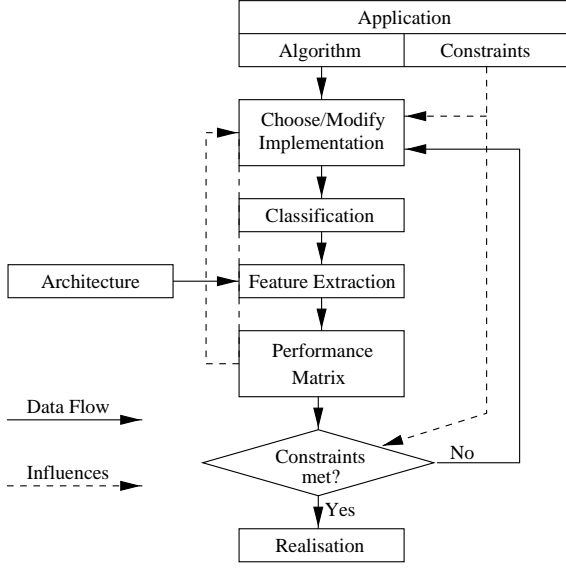 Application
Algorithm
Constraints
Choose/Modify
Implementation
Classification
Architecture
Feature Extraction
Performance
Matrix
Data Flow
Constraints
met?
No
Influences
Yes
Realisation